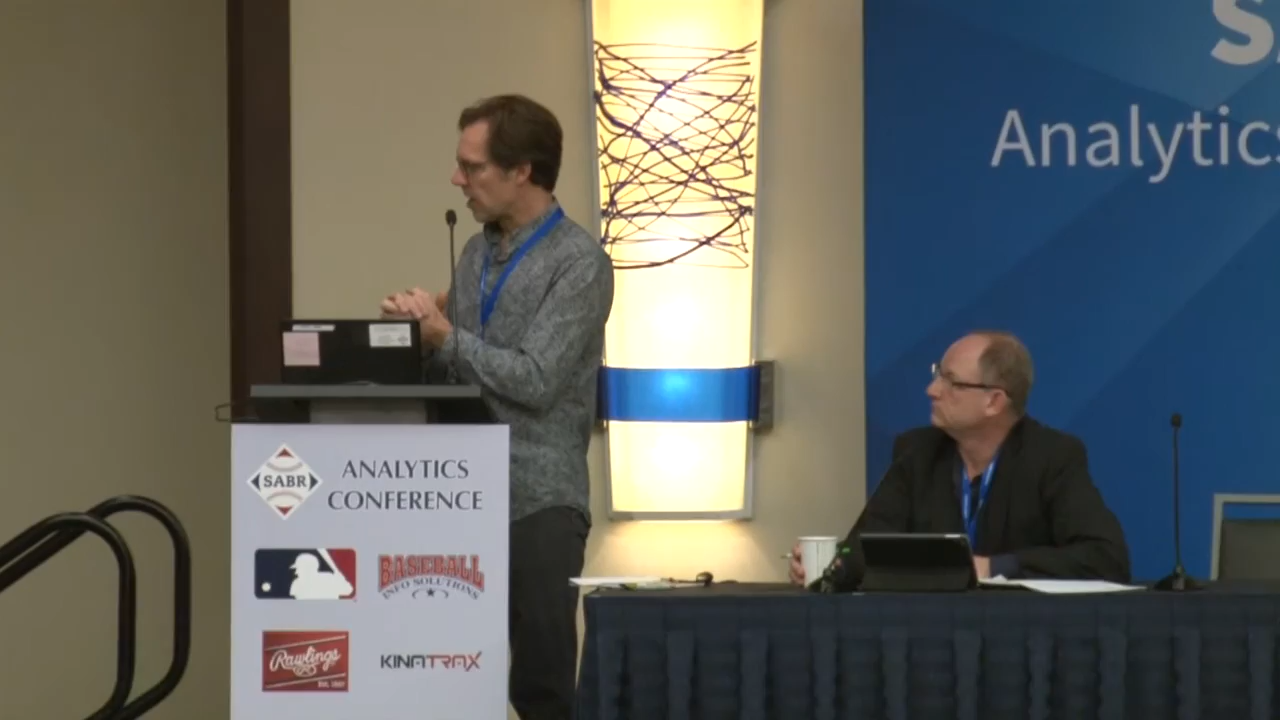 Analytics
SABR
ANALYTICS
CONFERENCE
BASEBALL
INFO SOLUTIONS
Rawlings
KINATRAX